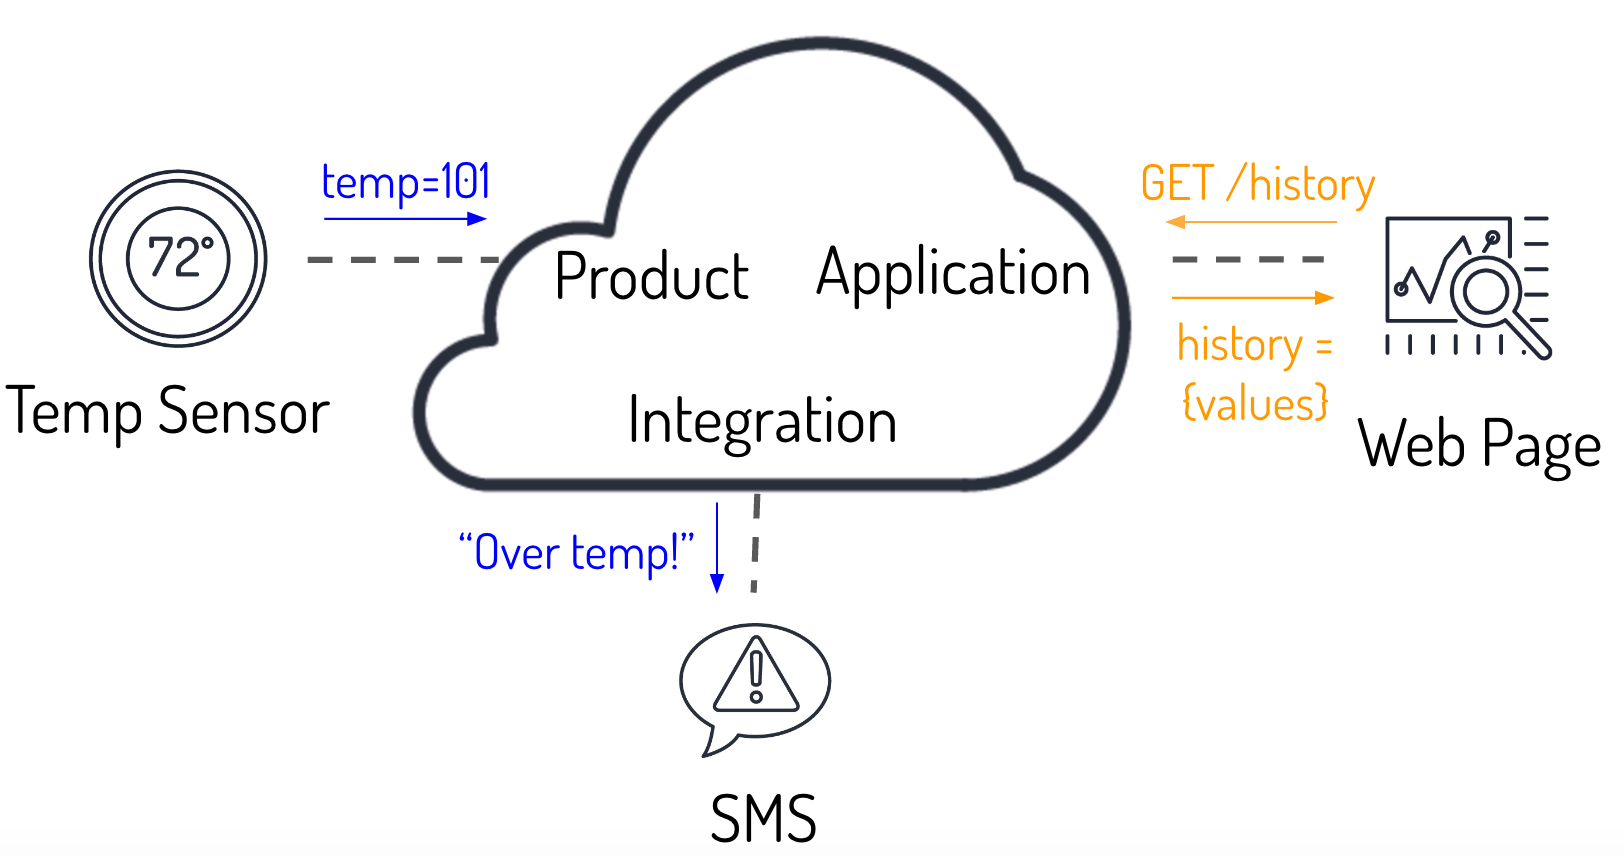 temp=101
72°
Temp Sensor
Product
Application
Integration
GET /history
history =
{values}
Web Page
“Over temp!”
SMS